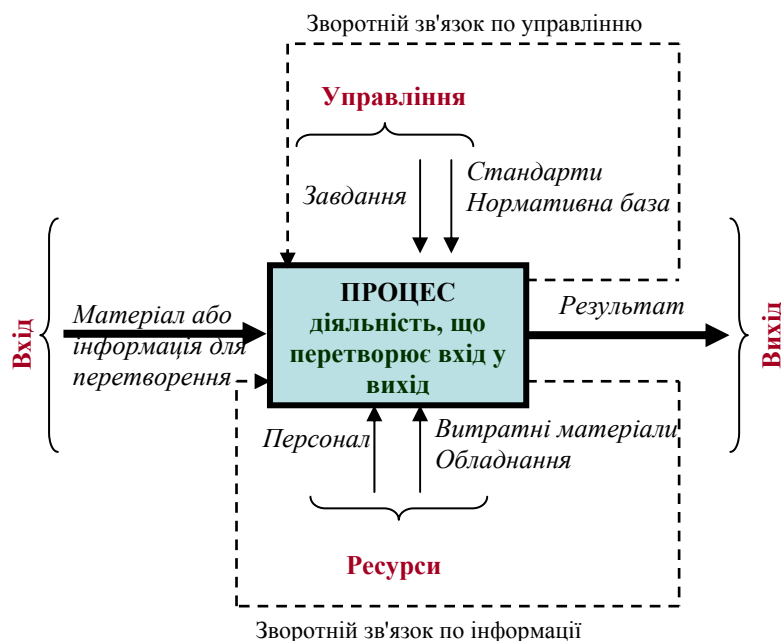 Зворотній зв'язок по управлінню
Управління
Завдання
Стандарти
Нормативна база
Вхід
Матеріал або
інформація для
перетворення
ПРОЦЕС
діяльність, що
перетворює вхід у
вихід
Результат
Вихід
Персонал
Витратні матеріали
Обладнання
Ресурси
Зворотній зв'язок по інформації